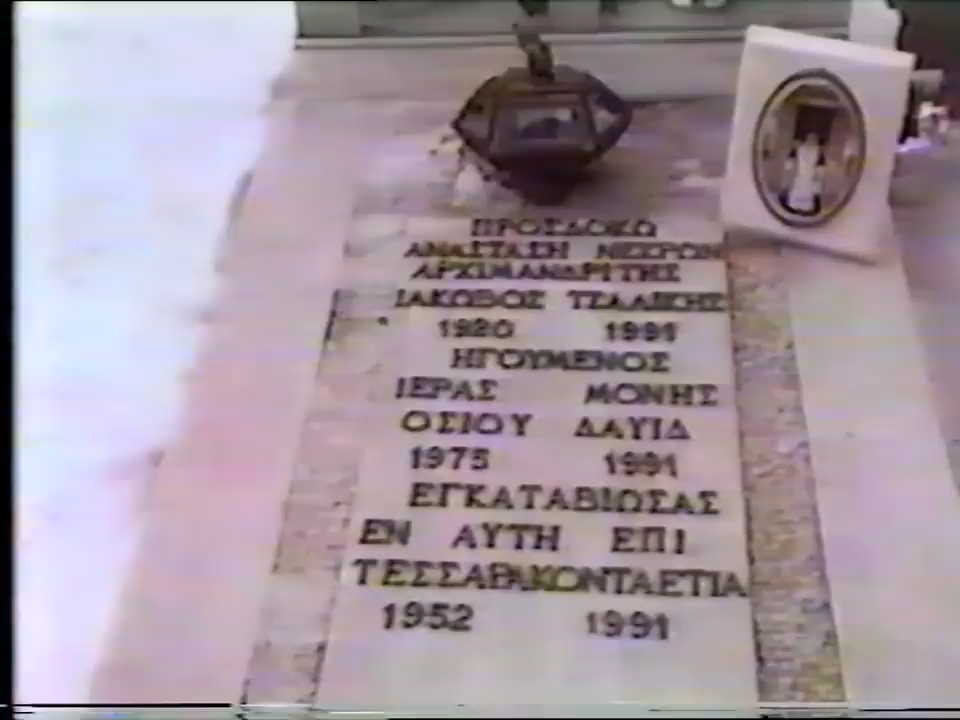 ΠΡΟΣΔΟΚΩ
ΑΝΑΣΤΑΣΗ ΝΕΚΡΩΝ
ΑΡΧΙΜΑΝΔΡΙΤΗΣ
ΙΑΚΩΒΟΣ ΤΣΑΛΙΚΗΣ
1920 1991
ΗΓΟΥΜΕΝΟΣ
ΙΕΡΑΣ ΜΟΝΗΣ
ΟΣΙΟΥ ΔΑΥΙΔ
1975 1991
ΕΓΚΑΤΑΒΙΩΣΑΣ
ΕΝ ΑΥΤΗ ΕΠΙ
ΤΕΣΣΑΡΑΚΟΝΤΑΕΤΙΑ
1952 1991